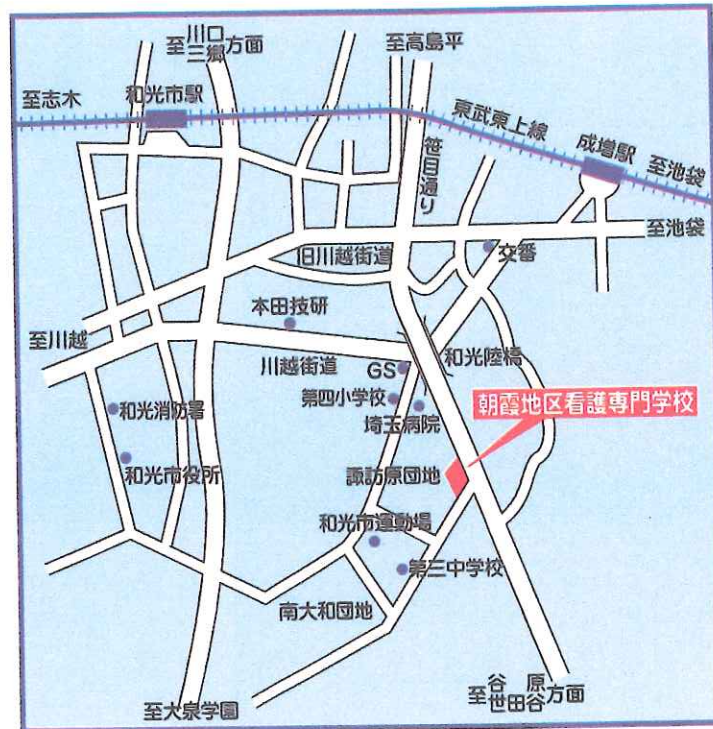 至川口
三郷方面
至高島平
至志木
和光市駅
東武東上線
成増駅
至池袋
笹目通り
至池袋
旧川越街道
交番
本田技研
至川越
川越街道
和光陸橋
GS
第四小学校
朝霞地区看護専門学校
和光消防署
埼玉病院
和光市役所
諏訪原団地
和光市運動場
第三中学校
南大和団地
至大泉学園
至谷原
世田谷方面